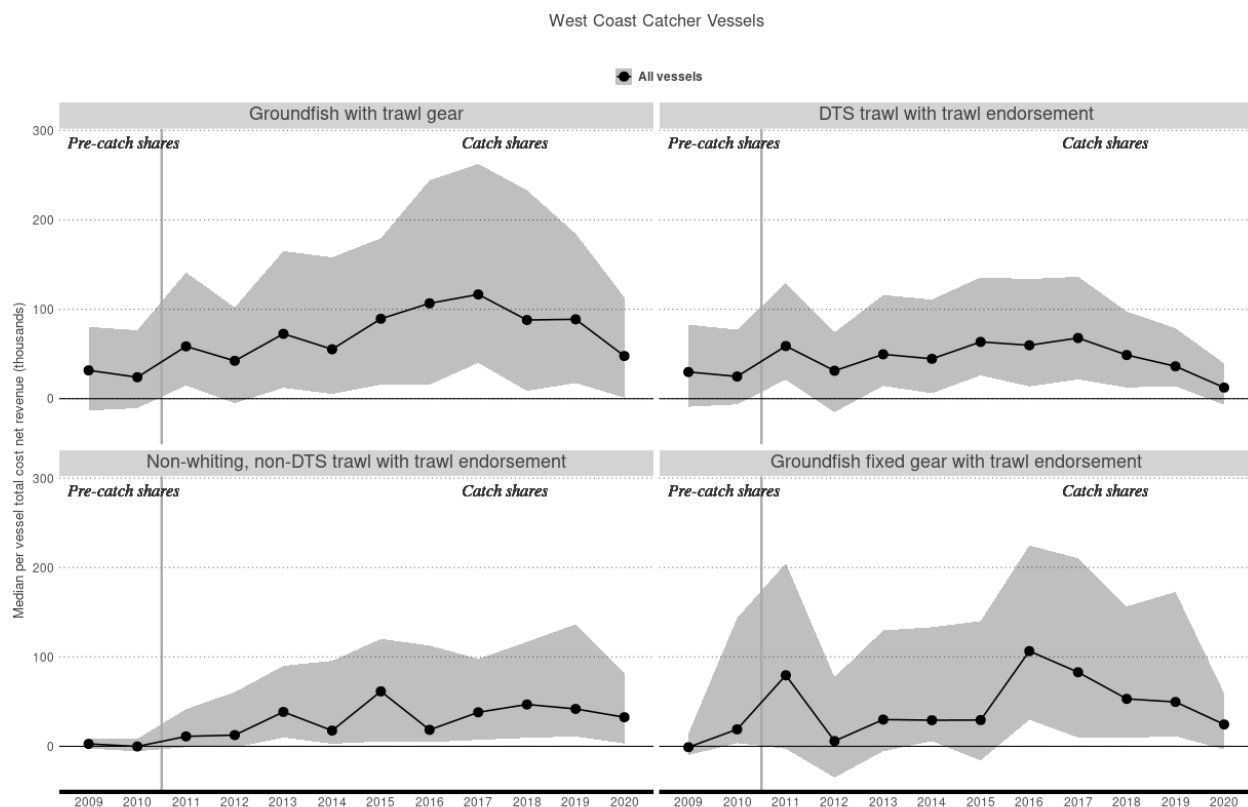 West Coast Catcher Vessels
All vessels
Groundfish with trawl gear
DTS trawl with trawl endorsement
Pre-catch shares
Catch shares
Pre-catch shares
Catch shares
300
200
100
0
Non-whiting, non-DTS trawl with trawl endorsement
Groundfish fixed gear with trawl endorsement
Pre-catch shares
Catch shares
Pre-catch shares
Catch shares
300
200
100
0
Median per vessel total cost net revenue (thousands)
2009 2010 2011 2012 2013 2014 2015 2016 2017 2018 2019 2020
2009 2010 2011 2012 2013 2014 2015 2016 2017 2018 2019 2020